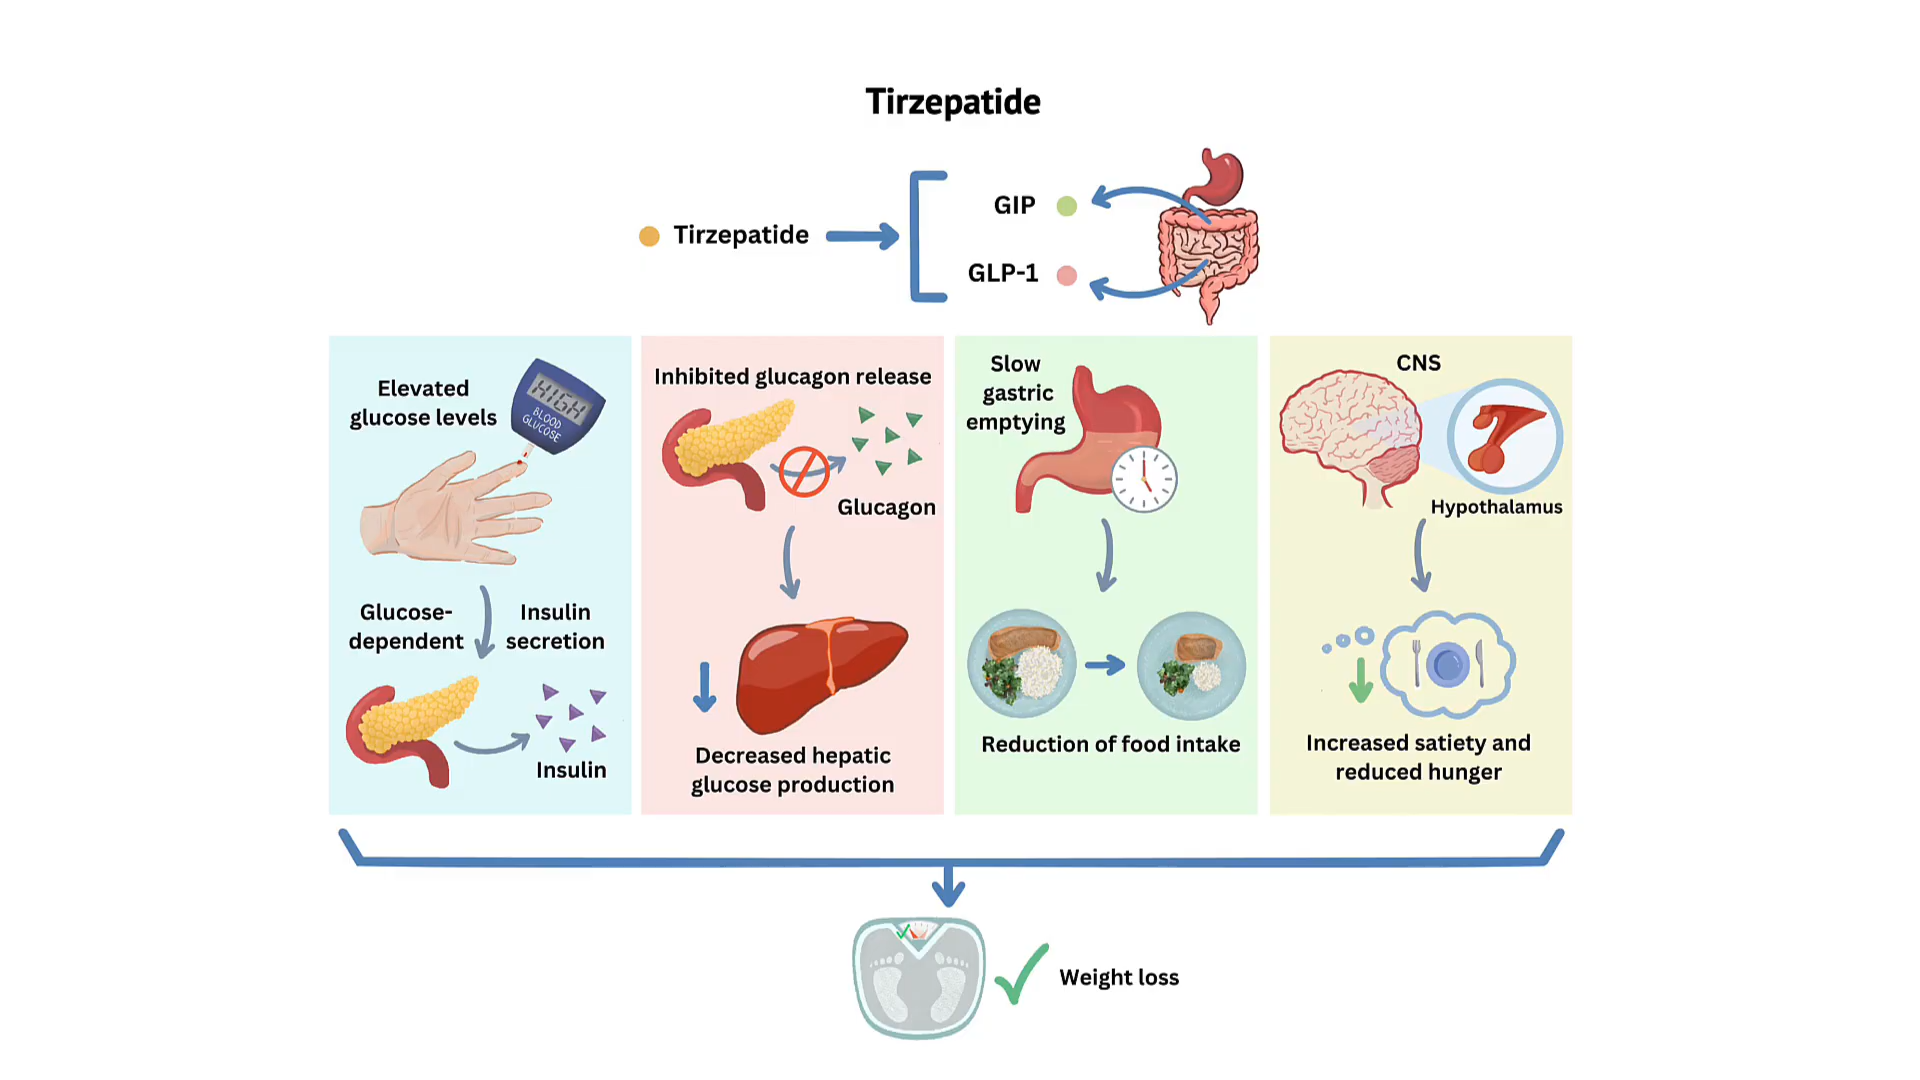 Tirzepatide
Tirzepatide
GIP
GLP-1
Elevated
glucose levels
HIGH
BLOOD
GLUCOSE
Glucose-
dependent
Insulin
secretion
Insulin
Inhibited glucagon release
Glucagon
Decreased hepatic
glucose production
Slow
gastric
emptying
Reduction of food intake
CNS
Hypothalamus
Increased satiety and
reduced hunger
Weight loss